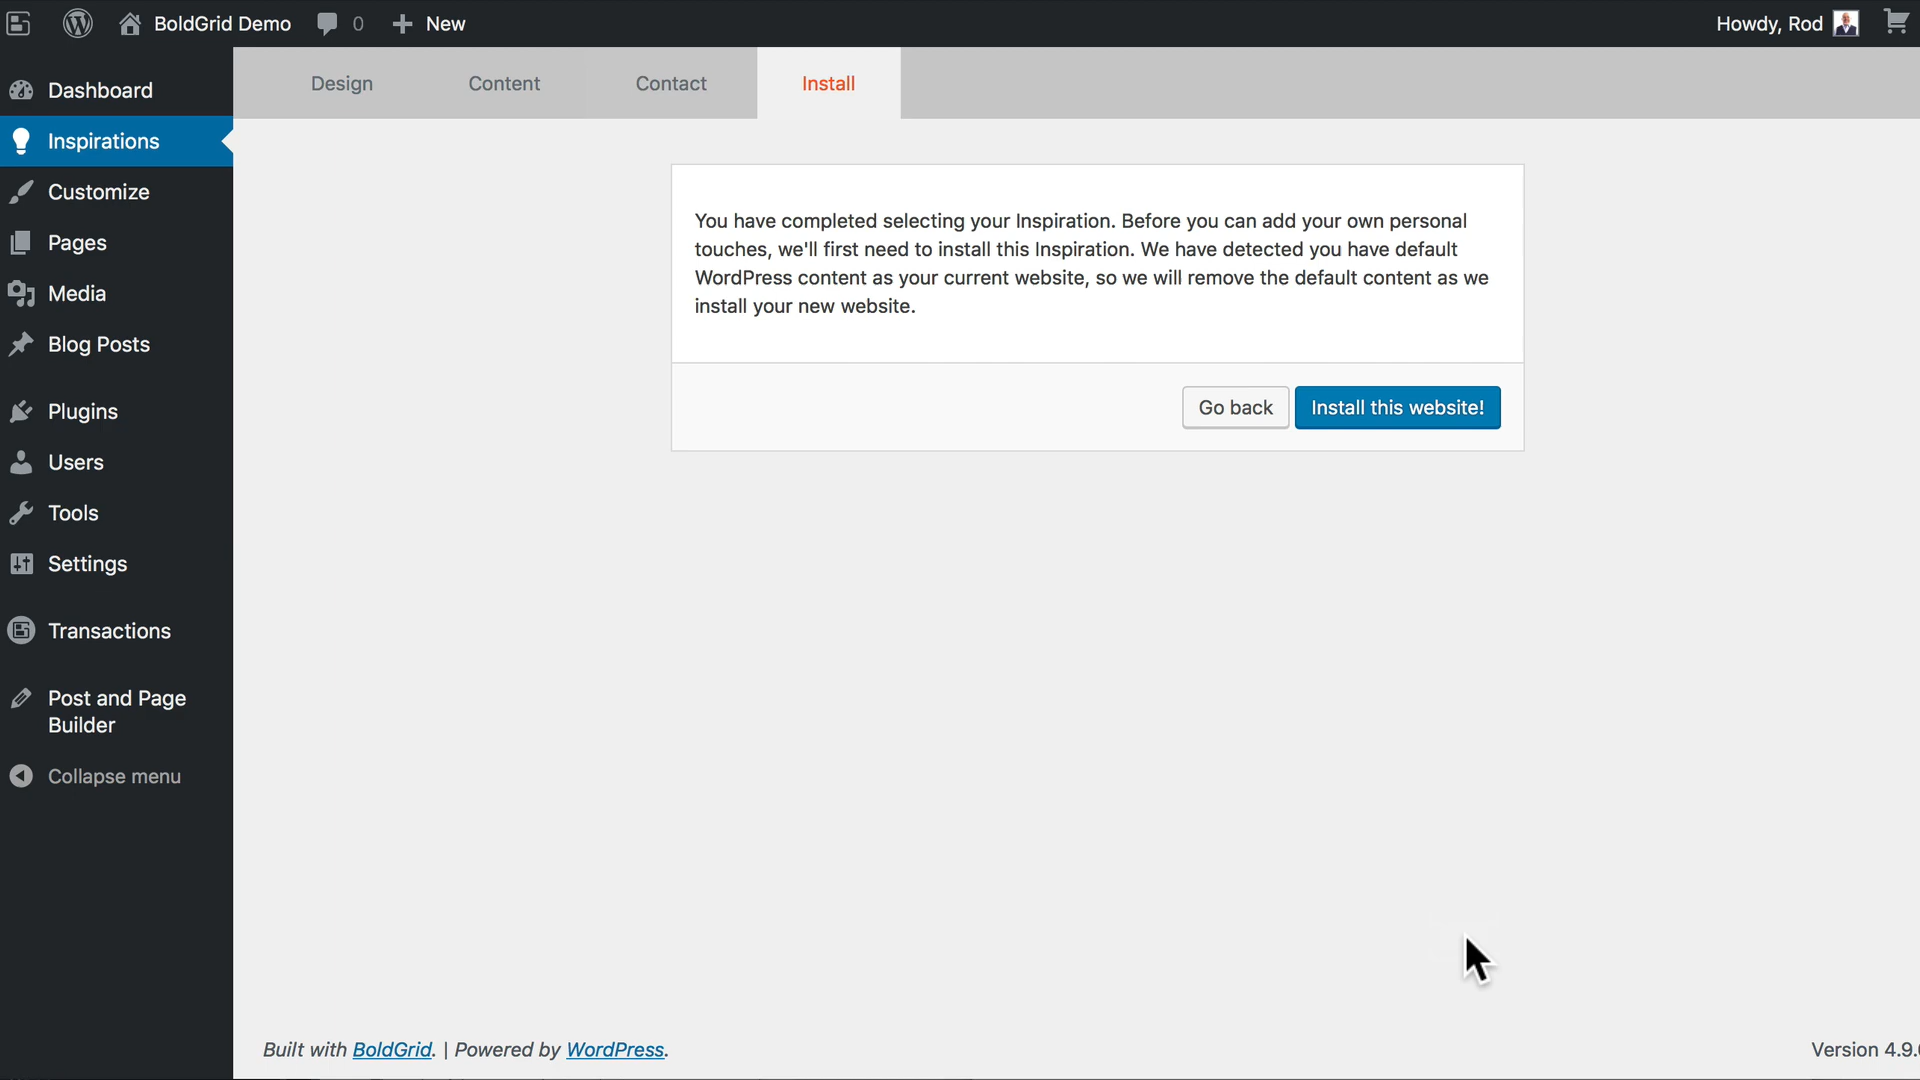 BoldGrid Demo 0 New Howdy, Rod
Dashboard
Inspirations
Customize
Pages
Media
Blog Posts
Plugins
Users
Tools
Settings
Transactions
Post and Page
Builder
Collapse menu
Design Content Contact Install
You have completed selecting your Inspiration. Before you can add your own personal
touches, we'll first need to install this Inspiration. We have detected you have default
WordPress content as your current website, so we will remove the default content as we
install your new website.
Go back Install this website!
Built with BoldGrid. | Powered by WordPress. Version 4.9.